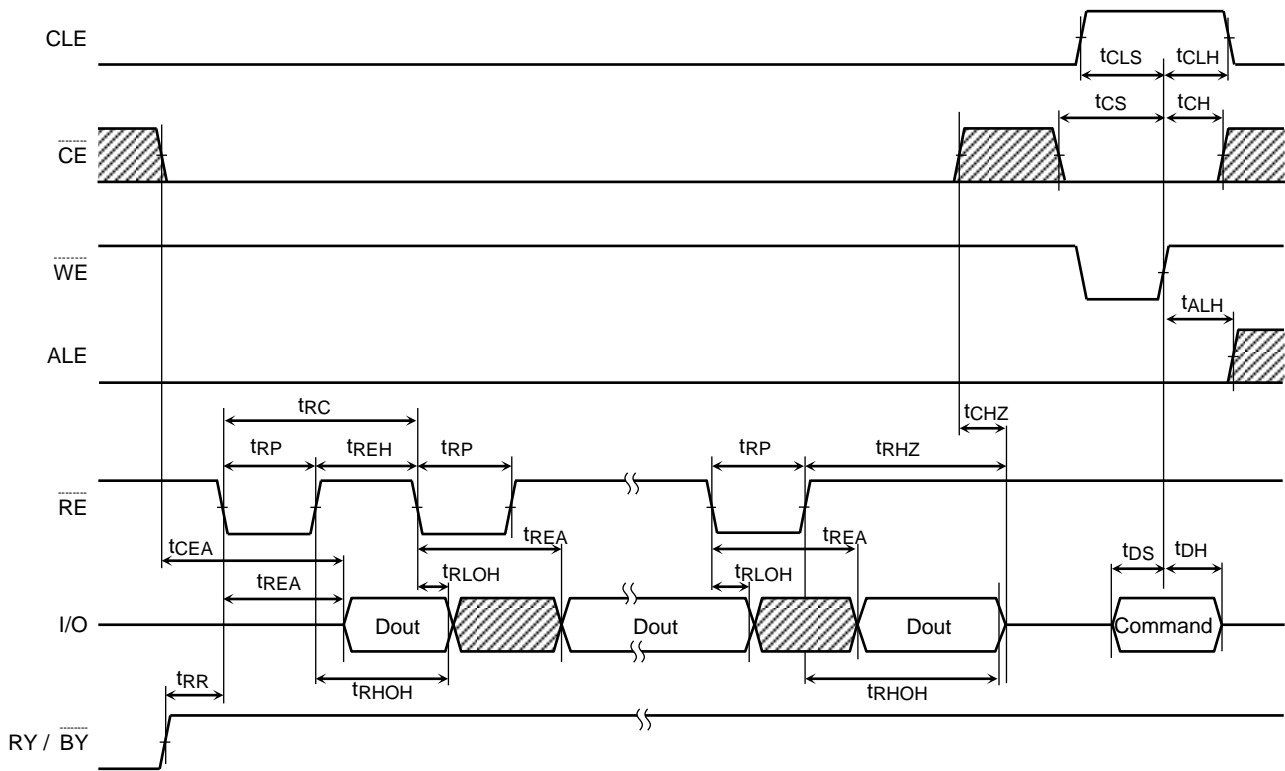 CLE
tCLS tCLH
tCS tCH
CE
WE
tALH
ALE
tRC
tCHZ
tRP tREH tRP tRP tRHZ
RE
tCEA tREA tREA
tREA tRLOH tRLOH tDS tDH
I/O Dout Dout Dout Command
tRR tRHOH tRHOH
RY / BY